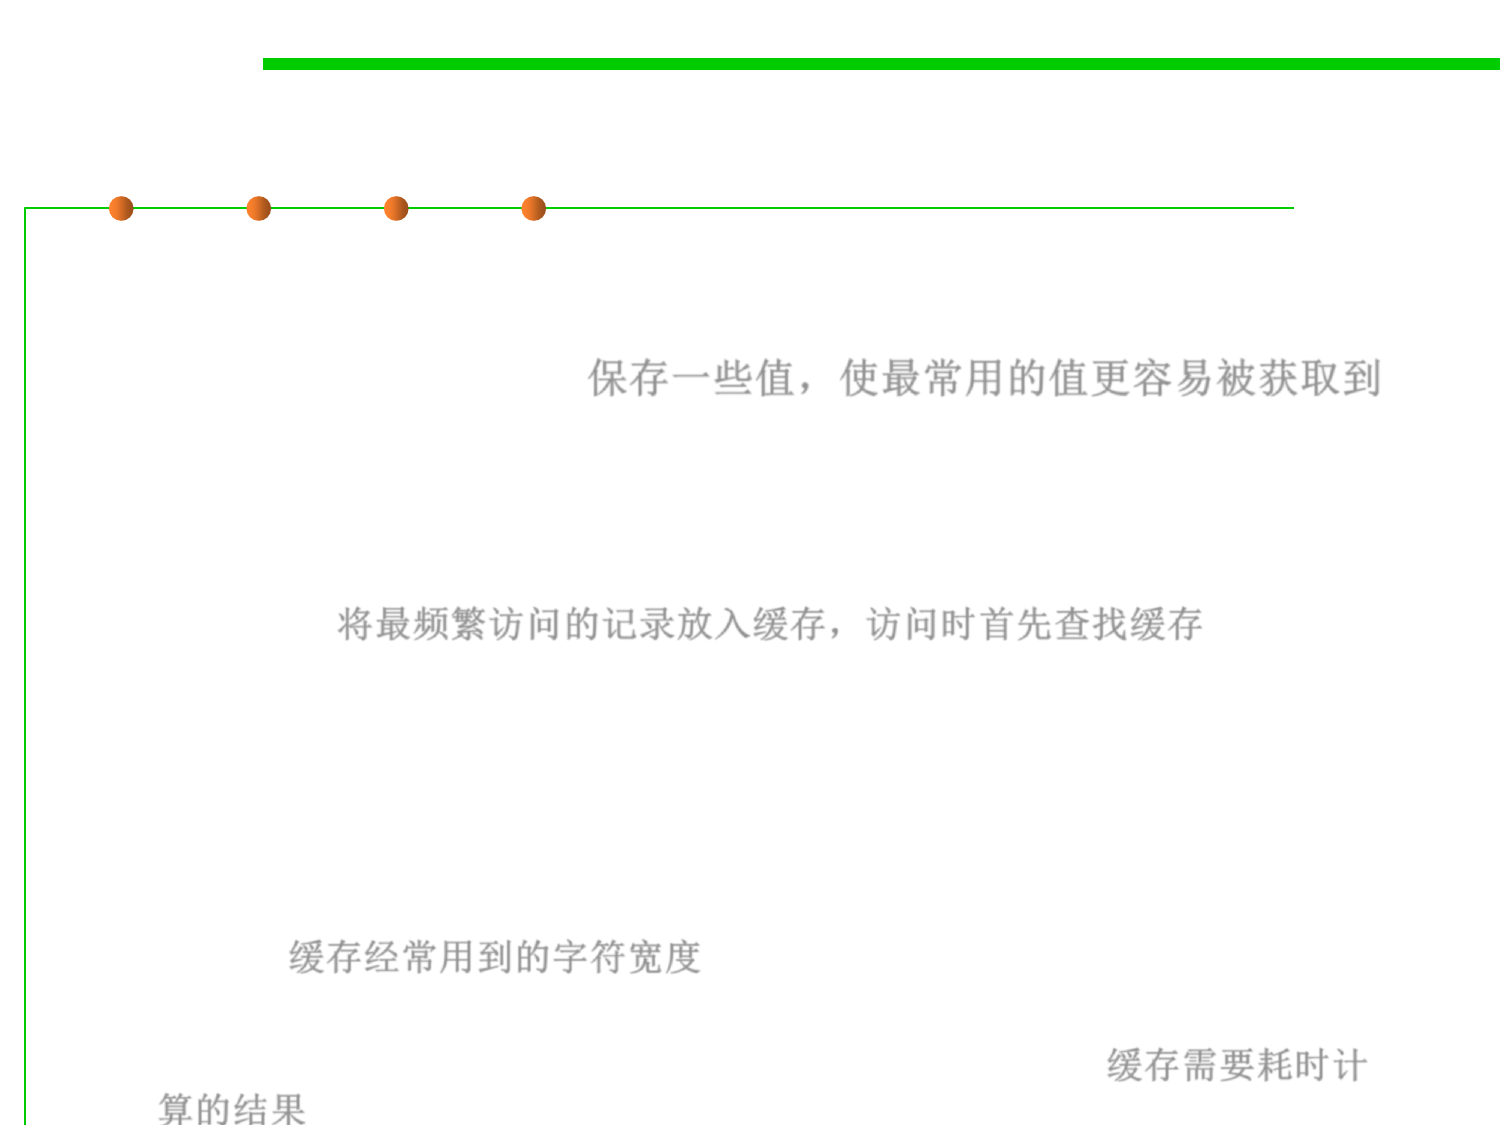 保存一些值，使最常用的值更容易被获取到
将最频繁访问的记录放入缓存，访问时首先查找缓存
缓存经常用到的字符宽度
缓存需要耗时计
算的结果